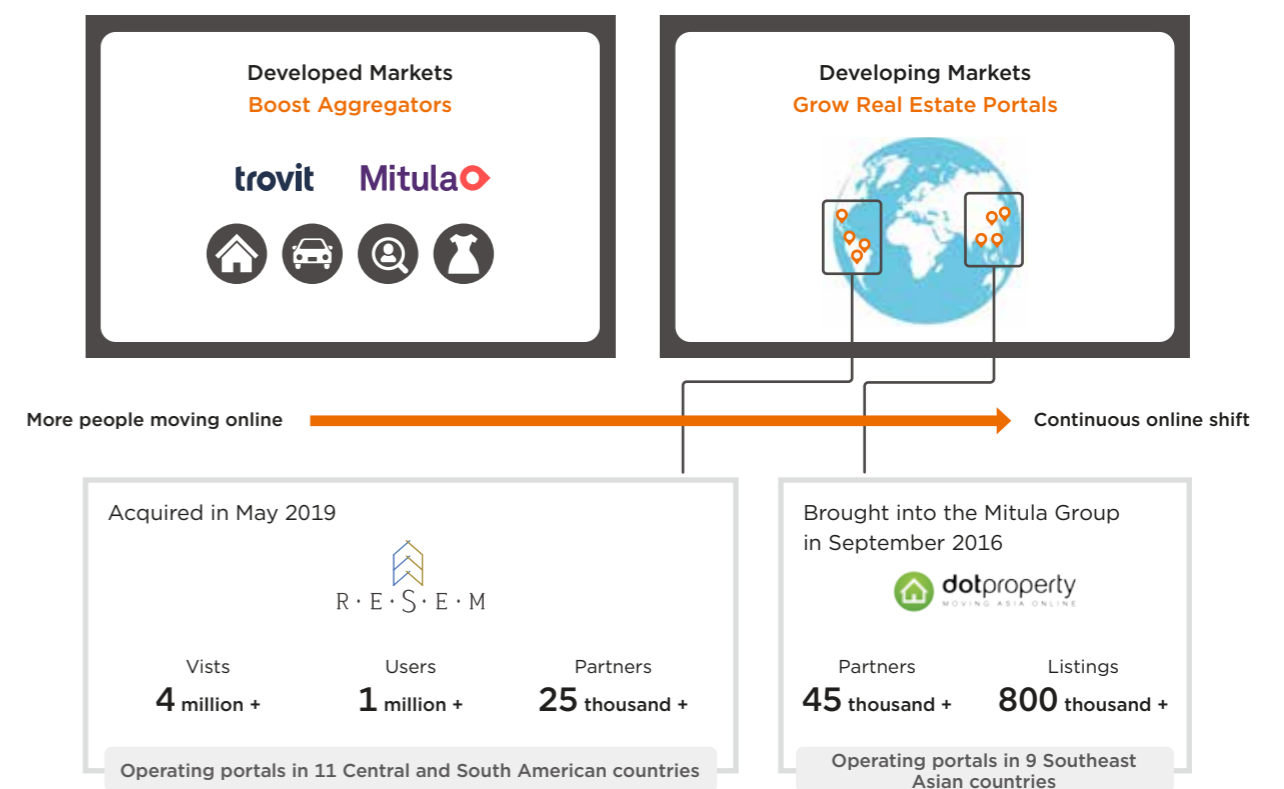 Developed Markets
Boost Aggregators
trovit Mitula
Developing Markets
Grow Real Estate Portals
More people moving online
Continuous online shift
Acquired in May 2019
R·E·S·E·M
Vists Users Partners
4 million + 1 million + 25 thousand +
Operating portals in 11 Central and South American countries
Brought into the Mitula Group
in September 2016
dotproperty
MOVING ASIA ONLINE
Partners Listings
45 thousand + 800 thousand +
Operating portals in 9 Southeast
Asian countries